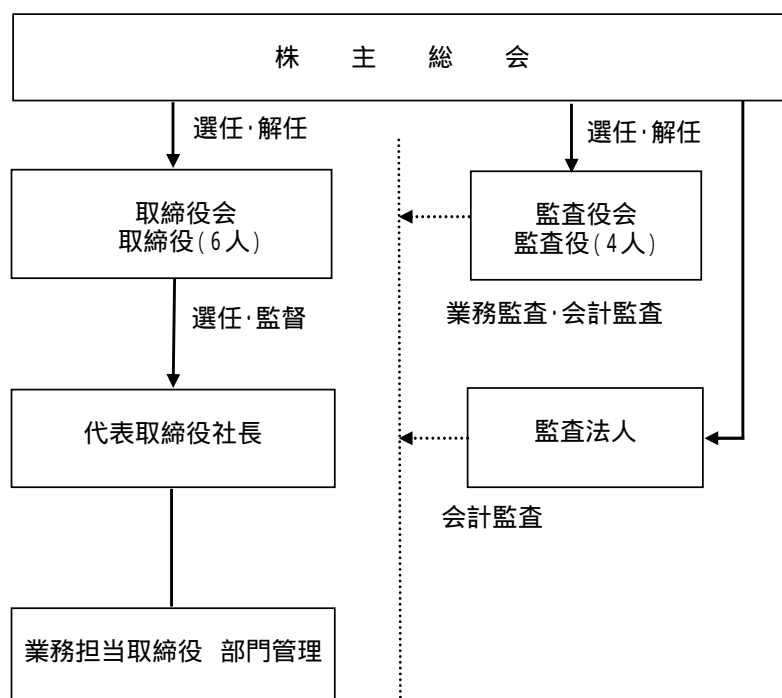 株 主 総 会
選任・解任
選任・解任
取締役会
取締役(6人)
監査役会
監査役(4人)
選任・監督
業務監査・会計監査
代表取締役社長
監査法人
会計監査
業務担当取締役 部門管理